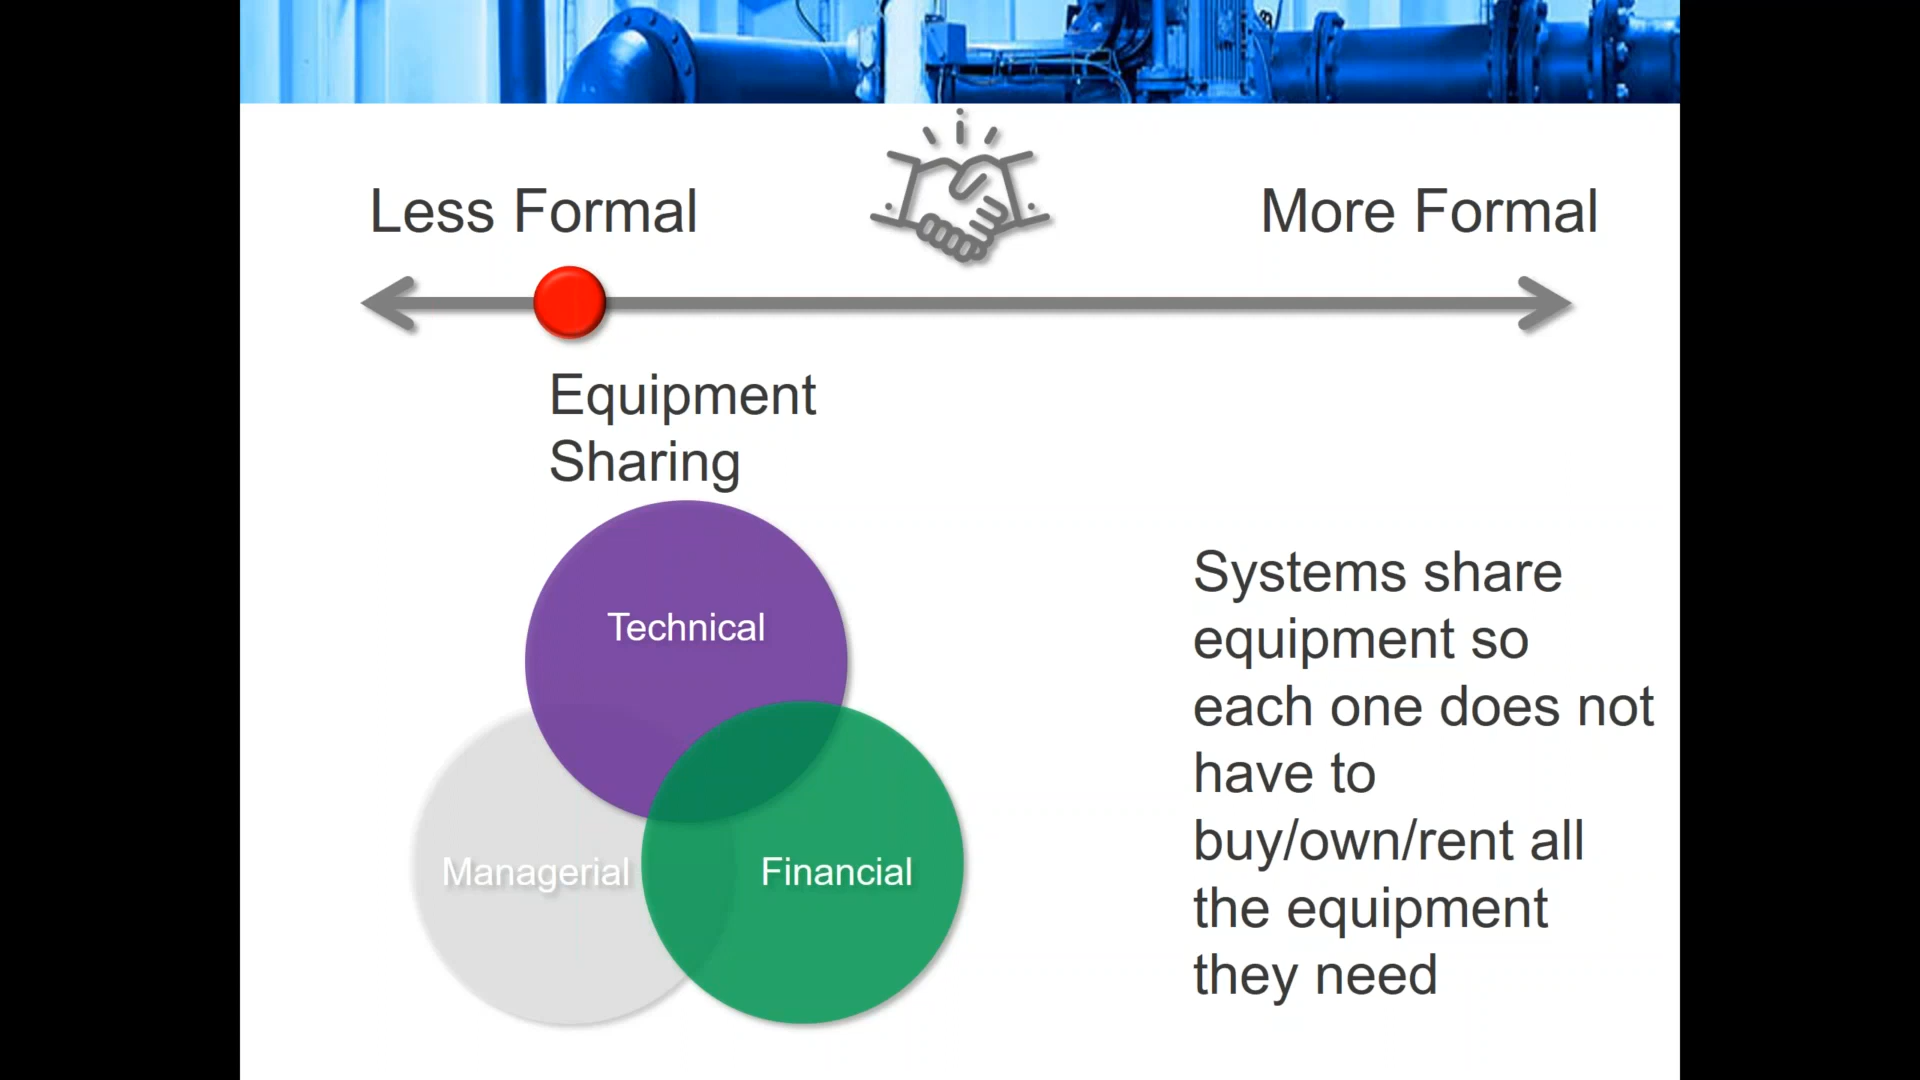 Less Formal
More Formal
Equipment
Sharing
Technical
Managerial
Financial
Systems share
equipment so
each one does not
have to
buy/own/rent all
the equipment
they need